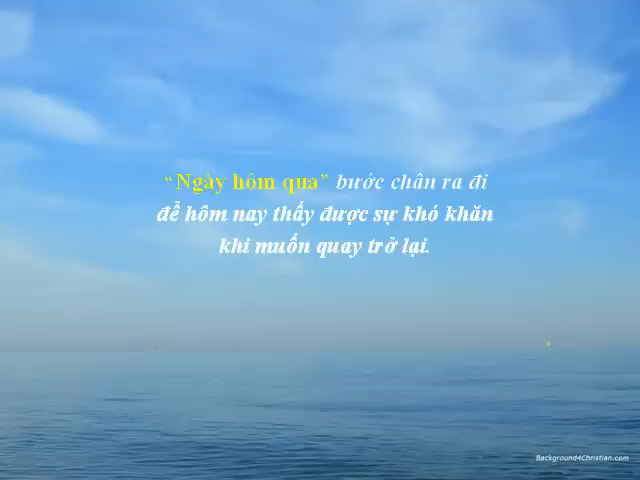 “Ngày hôm qua” bước chân ra đi
để hôm nay thấy được sự khó khăn
khi muốn quay trở lại.
Background4Christian.com